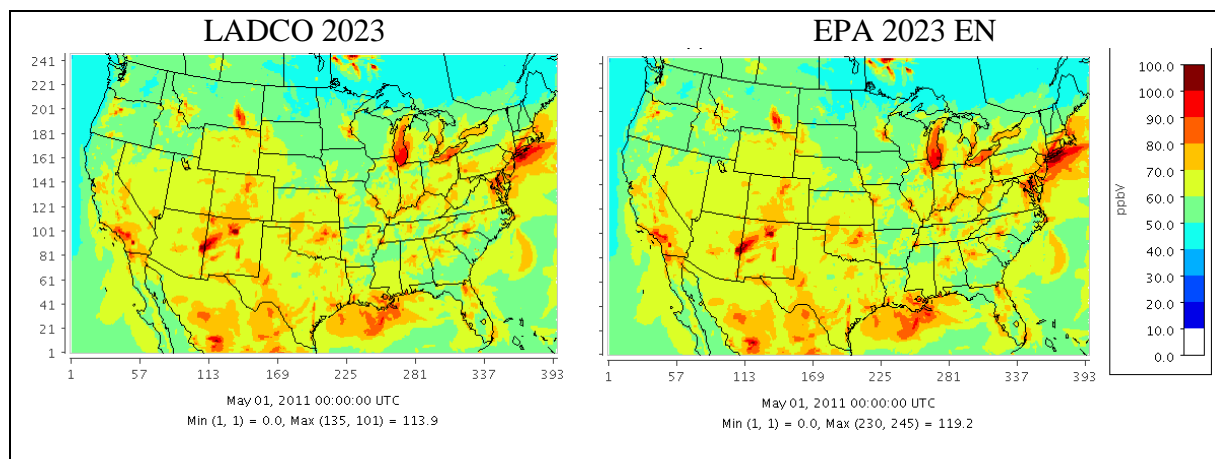 LADCO 2023
EPA 2023 EN
241
221
201
181
161
141
121
101
81
61
41
21
1
1 57 113 169 225 281 337 393
May 01, 2011 00:00:00 UTC
Min (1, 1) = 0.0, Max (135, 101) = 113.9
1 57 113 169 225 281 337 393
May 01, 2011 00:00:00 UTC
Min (1, 1) = 0.0, Max (230, 245) = 119.2
100.0
100.0
90.0
80.0
70.0
60.0
50.0
40.0
30.0
20.0
10.0
0.0
ppbV